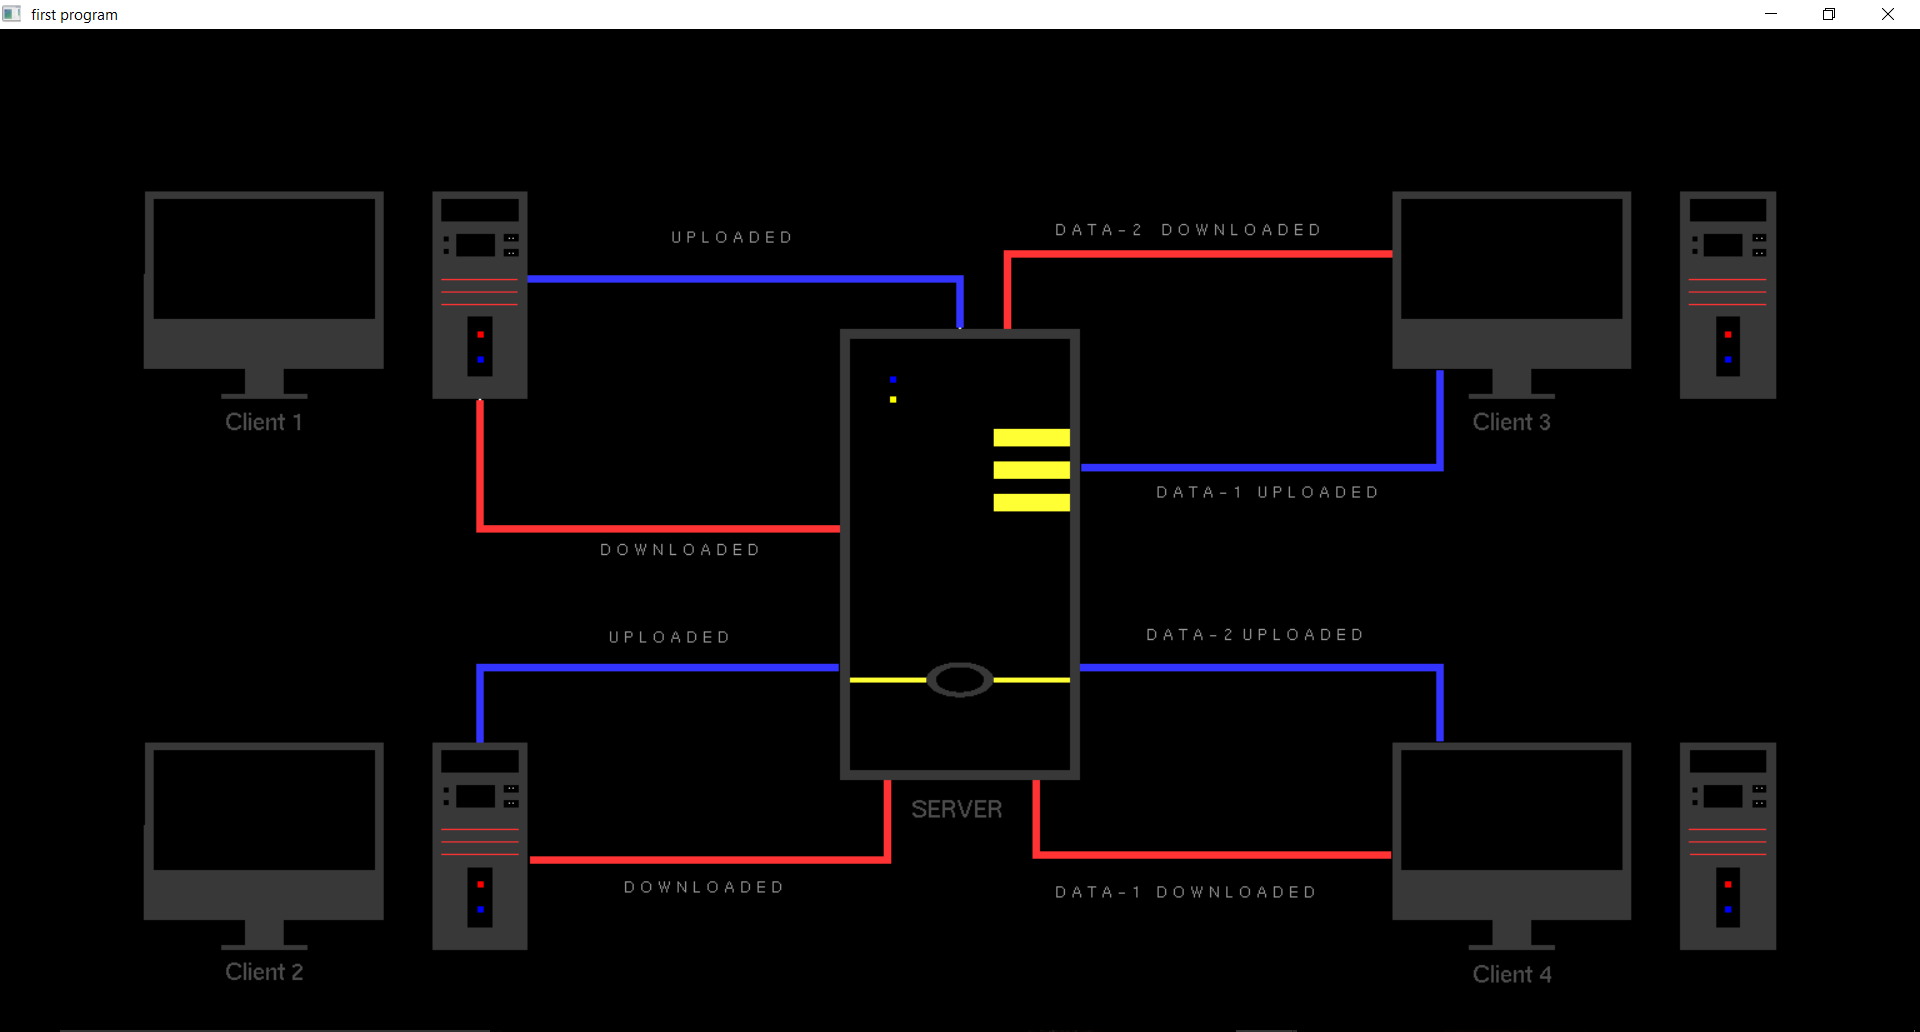 first program
UPLOADED
DATA-2 DOWNLOADED
Client 1
Client 3
DATA-1 UPLOADED
DOWNLOADED
UPLOADED
DATA-2 UPLOADED
SERVER
DOWNLOADED
DATA-1 DOWNLOADED
Client 2
Client 4